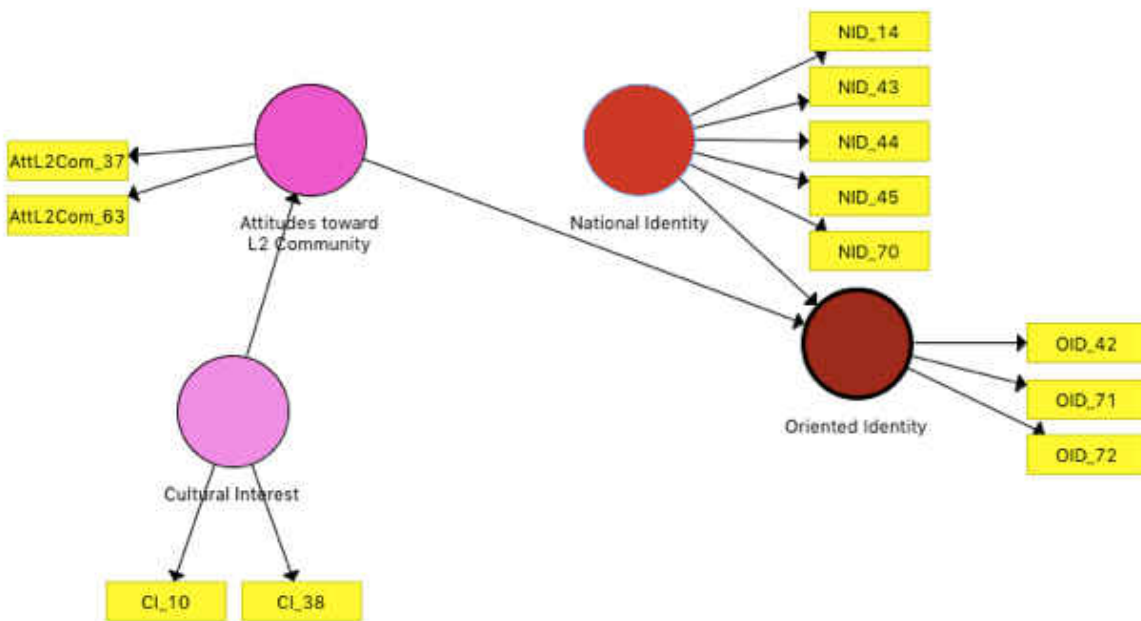 NID_14
NID_43
NID_44
NID_45
NID_70
AttL2Com_37
AttL2Com_63
Attitudes toward
L2 Community
National Identity
OID_42
OID_71
OID_72
Oriented Identity
Cultural Interest
CI_10
CI_38